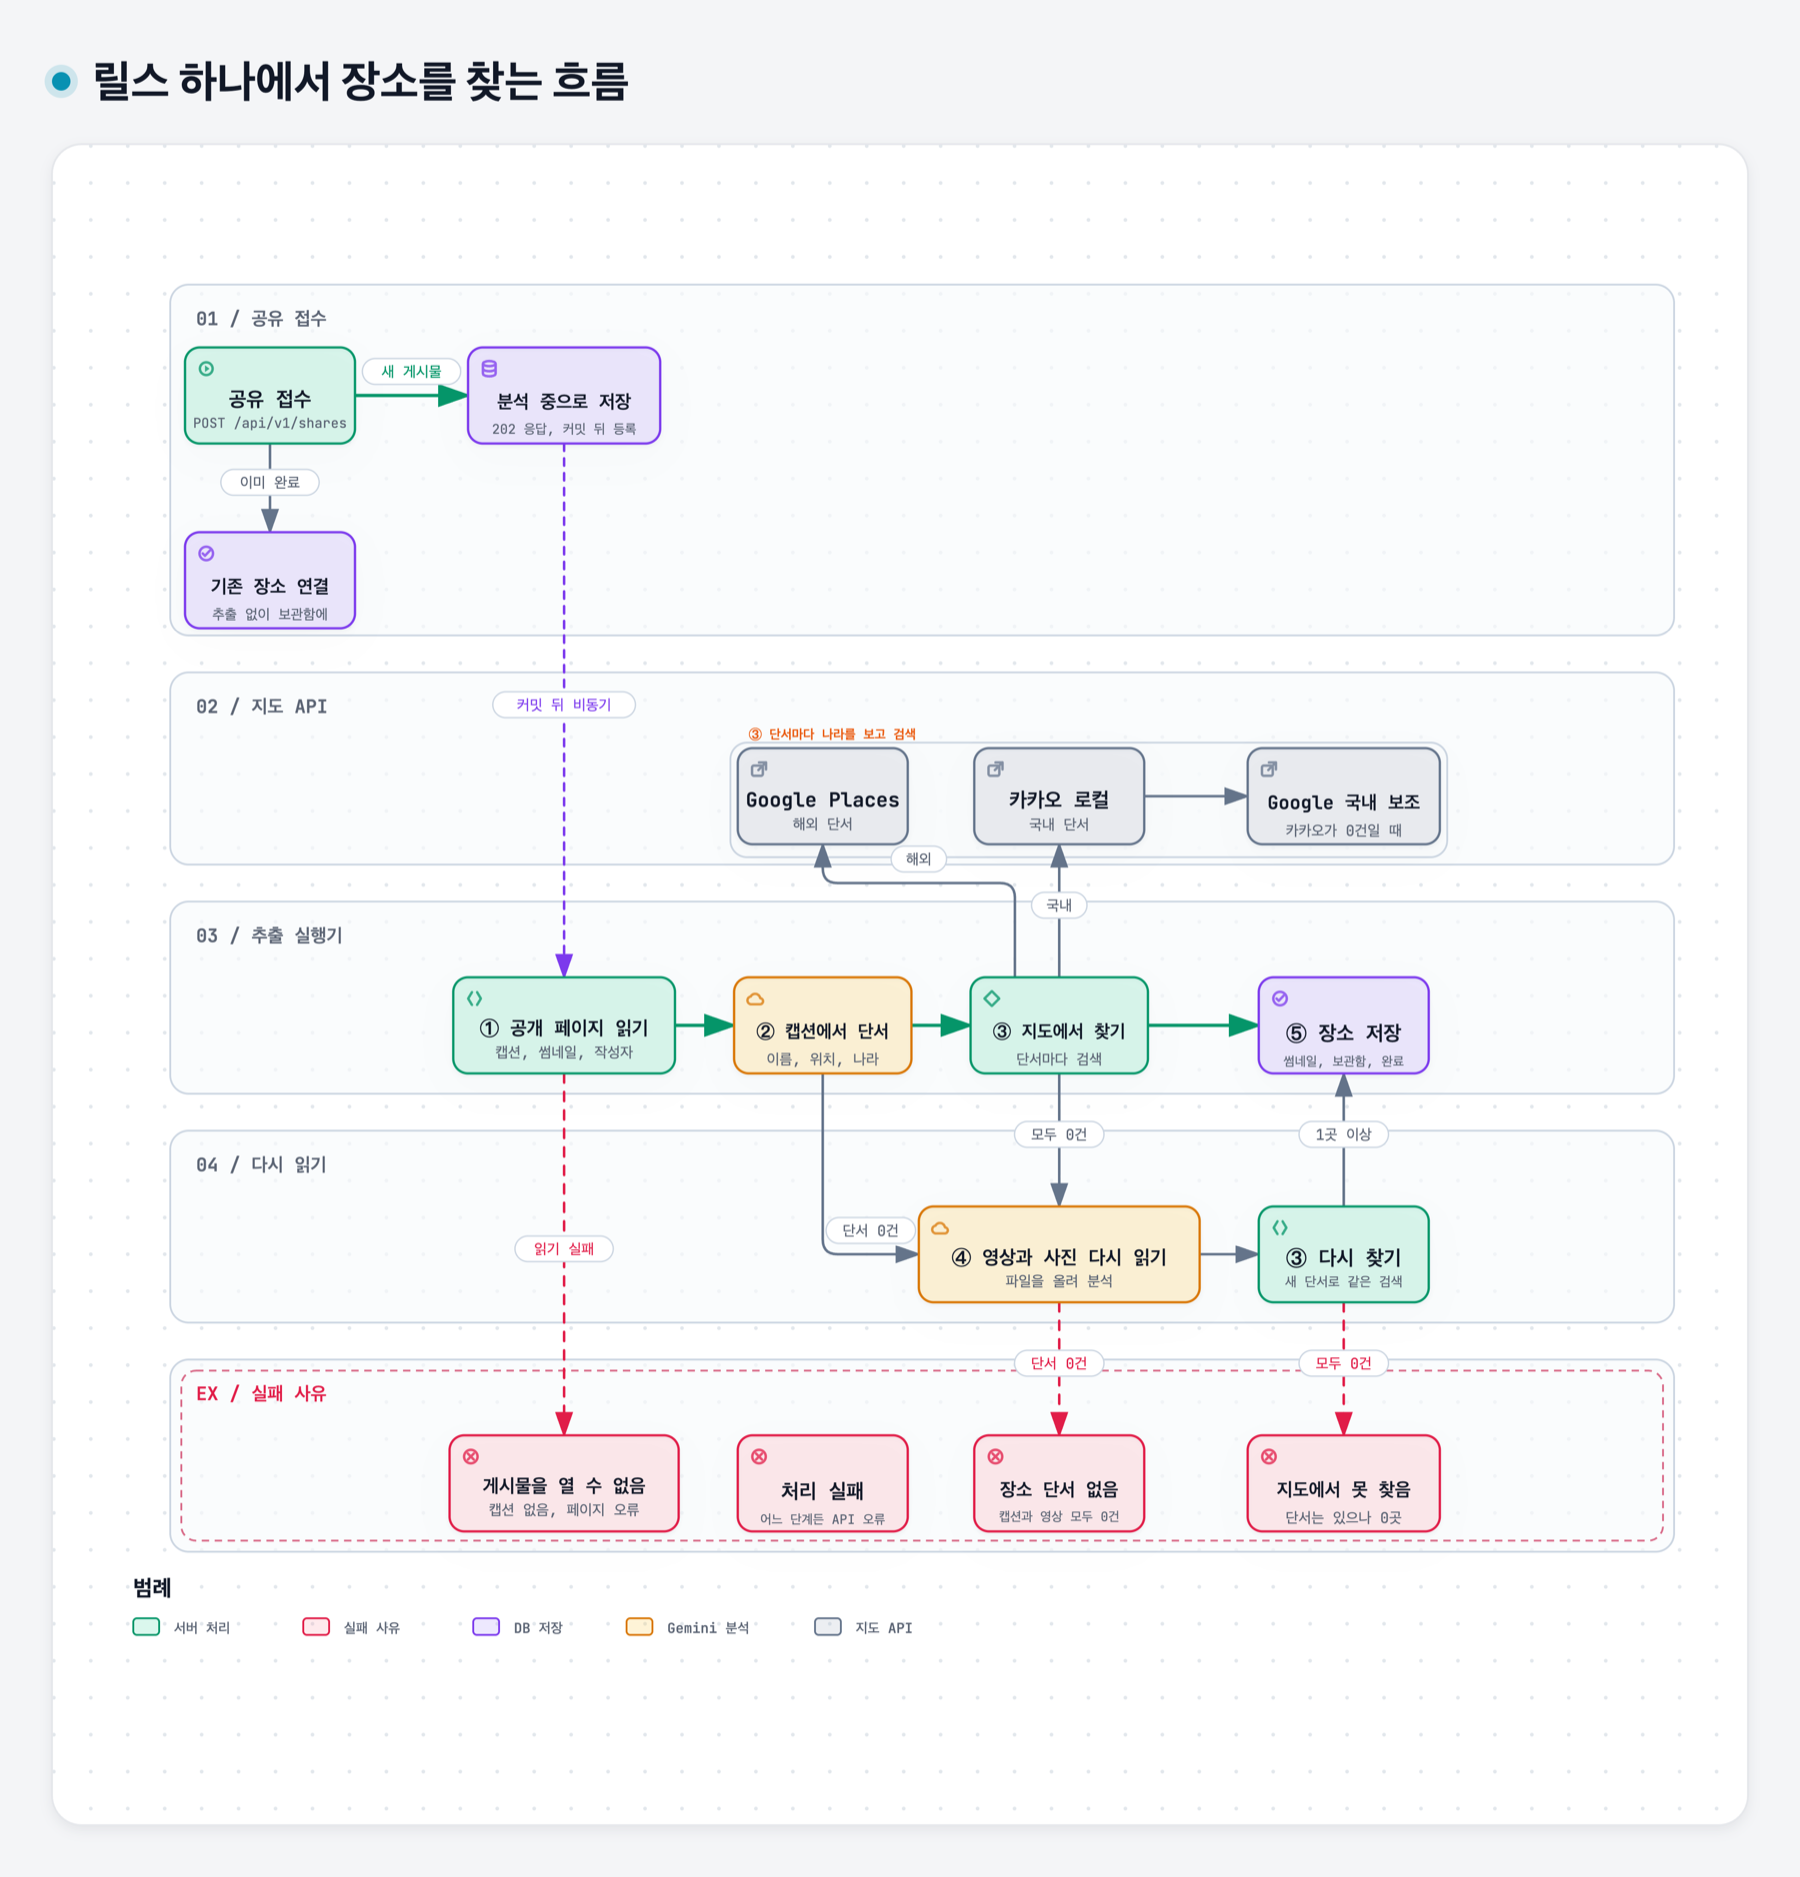 릴스 하나에서 장소를 찾는 흐름
01 / 공유 접수
공유 접수
POST /api/v1/shares
새 게시물
분석 중으로 저장
202 응답, 커밋 뒤 등록
이미 완료
기존 장소 연결
추출 없이 보관함에
02 / 지도 API
커밋 뒤 비동기
③ 단서마다 나라를 보고 검색
Google Places
해외 단서
카카오 로컬
국내 단서
Google 국내 보조
카카오가 0건일 때
해외
국내
03 / 추출 실행기
① 공개 페이지 읽기
캡션, 썸네일, 작성자
② 캡션에서 단서
이름, 위치, 나라
③ 지도에서 찾기
단서마다 검색
⑤ 장소 저장
썸네일, 보관함, 완료
모두 0건
1곳 이상
04 / 다시 읽기
단서 0건
읽기 실패
④ 영상과 사진 다시 읽기
파일을 올려 분석
③ 다시 찾기
새 단서로 같은 검색
단서 0건
모두 0건
EX / 실패 사유
게시물을 열 수 없음
캡션 없음, 페이지 오류
처리 실패
어느 단계든 API 오류
장소 단서 없음
캡션과 영상 모두 0건
지도에서 못 찾음
단서는 있으나 0곳
범례
서버 처리
실패 사유
DB 저장
Gemini 분석
지도 API